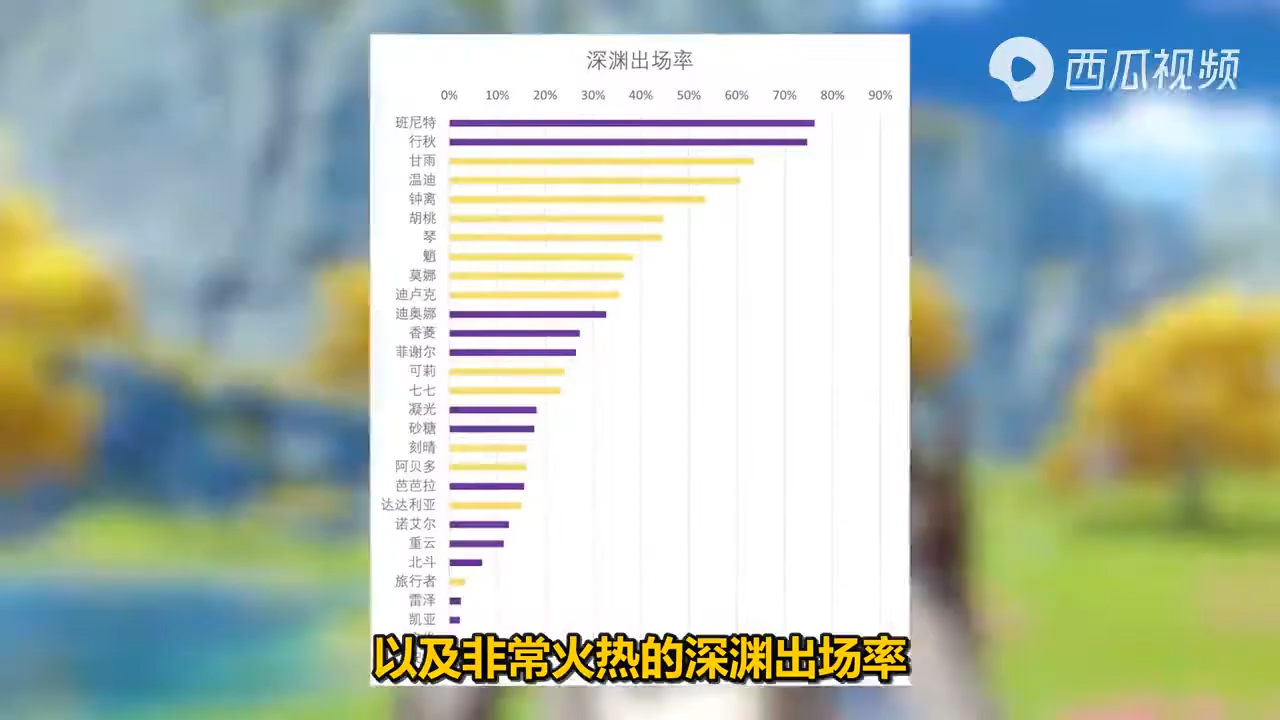 深渊出场率
西瓜视频
0% 10% 20% 30% 40% 50% 60% 70% 80% 90%
班尼特
行秋
甘雨
温迪
钟离
胡桃
琴
魈
莫娜
迪卢克
迪奥娜
香菱
菲谢尔
可莉
七七
凝光
砂糖
刻晴
阿贝多
芭芭拉
达达利亚
诺艾尔
重云
北斗
旅行者
雷泽
凯亚
以及非常火热的深渊出场率